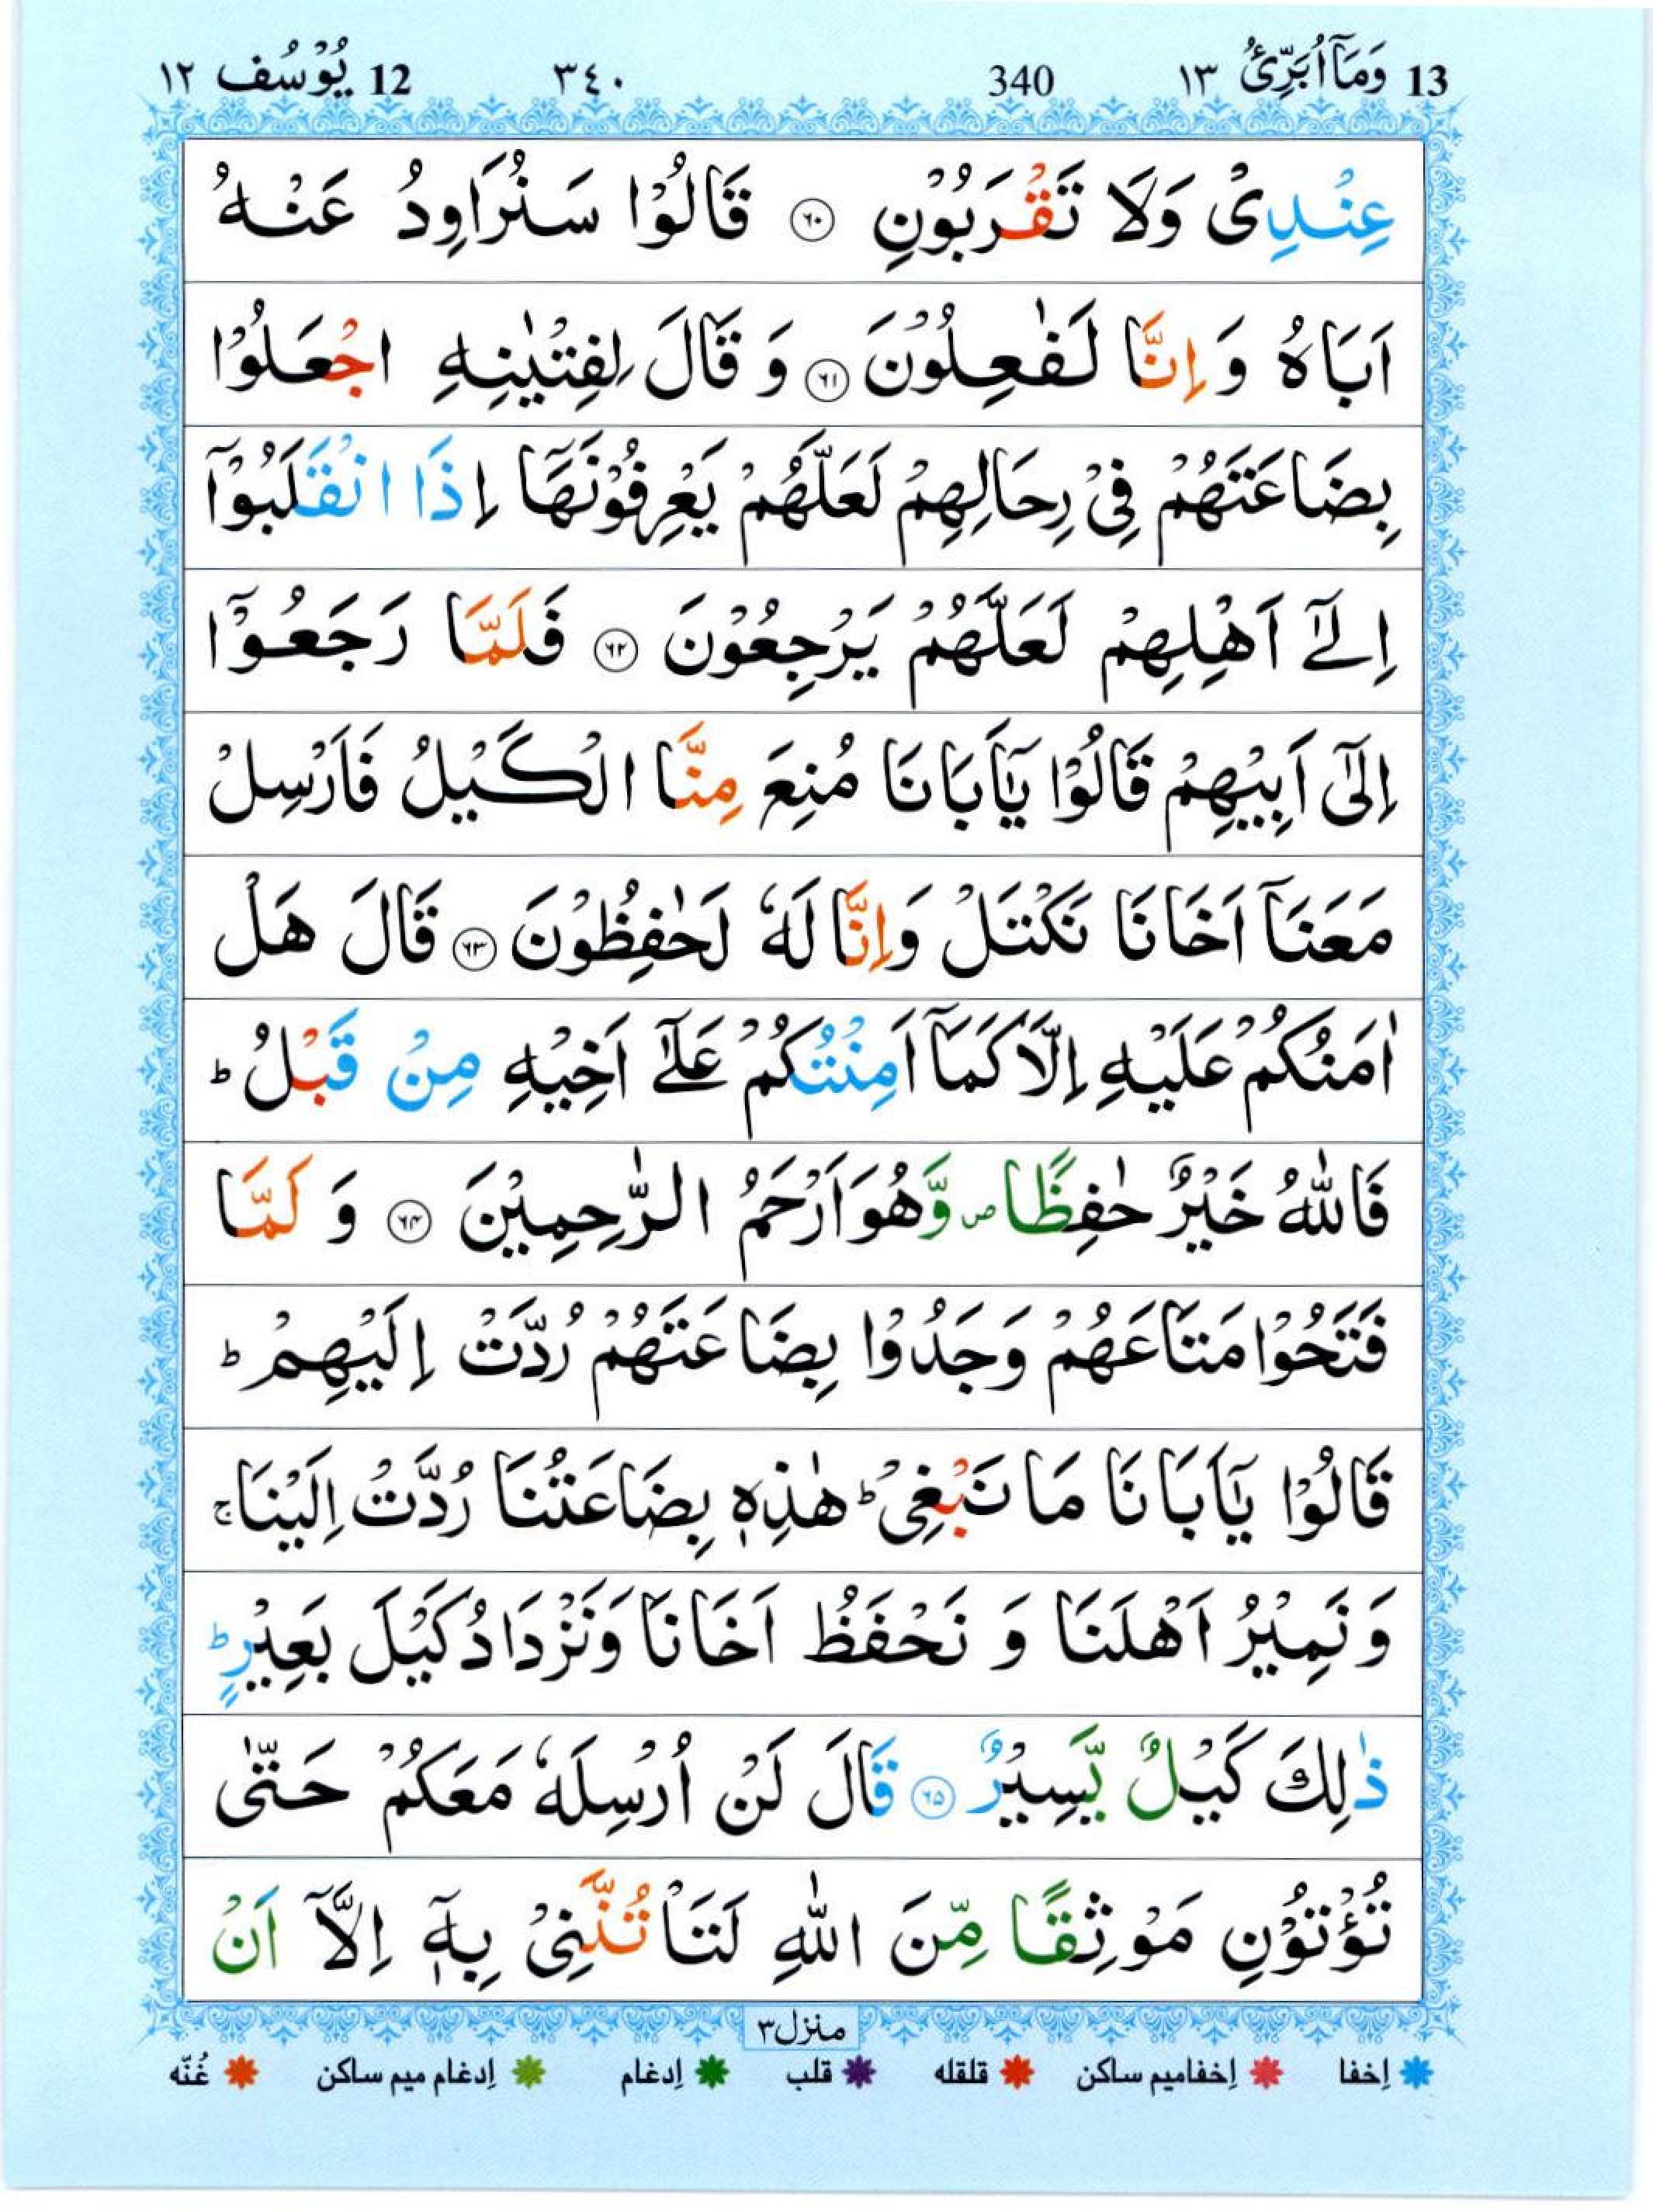 13 وَمَآ اُبَرِّئُ ١٣ 340 ٣٤٠ 12 يُوْسُف ١٢
عِنْدِىْ وَلَا تَقْرَبُوْنِ ٦٠ قَالُوْا سَنُرَاوِدُ عَنْهُ
اَبَاهُ وَ اِنَّا لَفٰعِلُوْنَ ٦١ وَ قَالَ لِفِتْيٰنِهِ اجْعَلُوْا
بِضَاعَتَهُمْ فِىْ رِحَالِهِمْ لَعَلَّهُمْ يَعْرِفُوْنَهَاۤ اِذَا انْقَلَبُوْۤا
اِلٰٓى اَهْلِهِمْ لَعَلَّهُمْ يَرْجِعُوْنَ ٦٢ فَلَمَّا رَجَعُوْۤا
اِلٰٓى اَبِيْهِمْ قَالُوْا يٰۤاَبَانَا مُنِعَ مِنَّا الْكَيْلُ فَاَرْسِلْ
مَعَنَاۤ اَخَانَا نَكْتَلْ وَاِنَّا لَهٗ لَحٰفِظُوْنَ ٦٣ قَالَ هَلْ
اٰمَنُكُمْ عَلَيْهِ اِلَّا كَمَاۤ اَمِنْتُكُمْ عَلٰٓى اَخِيْهِ مِنْ قَبْلُ ؕ
فَاللّٰهُ خَيْرٌ حٰفِظًا ۪ وَّهُوَ اَرْحَمُ الرّٰحِمِيْنَ ٦٤ وَ لَمَّا
فَتَحُوْا مَتَاعَهُمْ وَجَدُوْا بِضَاعَتَهُمْ رُدَّتْ اِلَيْهِمْ ؕ
قَالُوْا يٰۤاَبَانَا مَا نَبْغِىْ ؕ هٰذِهٖ بِضَاعَتُنَا رُدَّتْ اِلَيْنَا ۚ
وَ نَمِيْرُ اَهْلَنَا وَ نَحْفَظُ اَخَانَا وَنَزْدَادُ كَيْلَ بَعِيْرٍ ؕ
ذٰلِكَ كَيْلٌ يَّسِيْرٌ ٦٥ قَالَ لَنْ اُرْسِلَهٗ مَعَكُمْ حَتّٰى
تُؤْتُوْنِ مَوْثِقًا مِّنَ اللّٰهِ لَتَاْتُنَّنِىْ بِهٖۤ اِلَّاۤ اَنْ
منزل٣
إخفا إخفاميم ساكن قلقله قلب إدغام إدغام ميم ساكن غُنّه